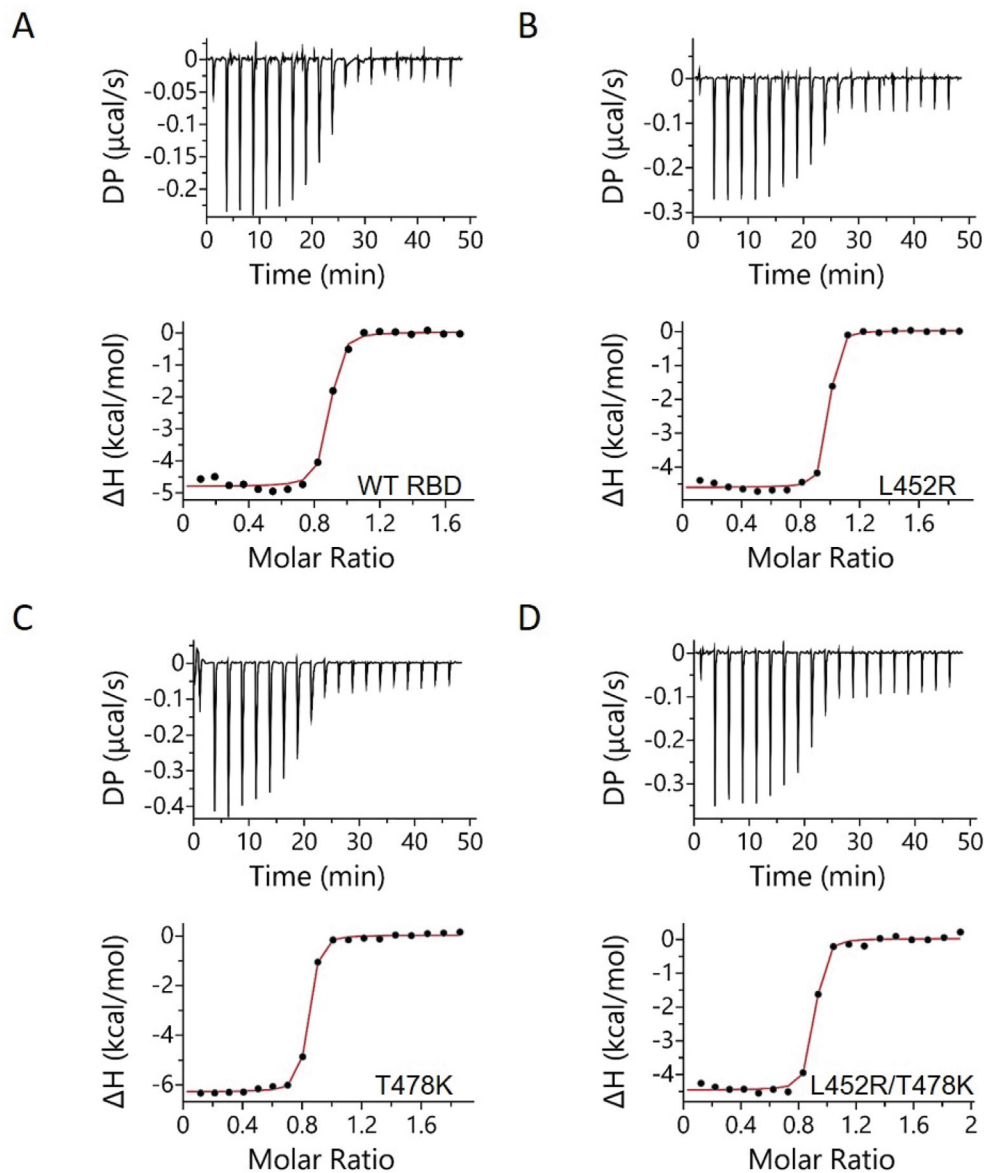 A
B
DP (μcal/s)
0
-0.05
-0.1
-0.15
-0.2
0 10 20 30 40 50
Time (min)
DP (μcal/s)
0
-0.1
-0.2
-0.3
0 10 20 30 40 50
Time (min)
ΔH (kcal/mol)
0
-1
-2
-3
-4
-5
WT RBD
0 0.4 0.8 1.2 1.6
Molar Ratio
ΔH (kcal/mol)
0
-1
-2
-3
-4
L452R
0 0.4 0.8 1.2 1.6
Molar Ratio
C
D
DP (μcal/s)
0
-0.1
-0.2
-0.3
-0.4
0 10 20 30 40 50
Time (min)
DP (μcal/s)
0
-0.1
-0.2
-0.3
0 10 20 30 40 50
Time (min)
ΔH (kcal/mol)
0
-2
-4
-6
T478K
0 0.4 0.8 1.2 1.6
Molar Ratio
ΔH (kcal/mol)
0
-1
-2
-3
-4
L452R/T478K
0 0.4 0.8 1.2 1.6 2
Molar Ratio